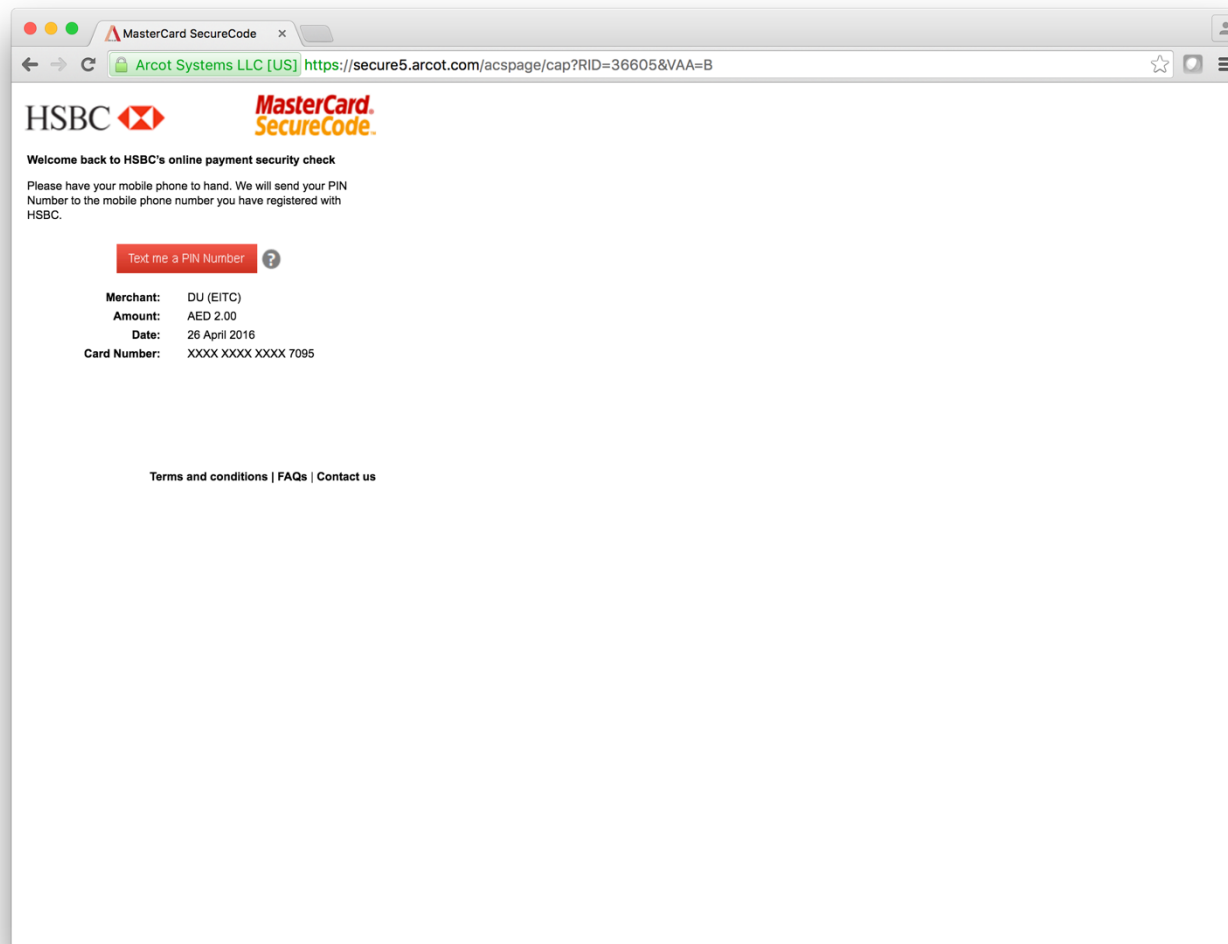 MasterCard SecureCode
Arcot Systems LLC [US] https://secure5.arcot.com/acspage/cap?RID=36605&VAA=B
HSBC
MasterCard.
SecureCode™
Welcome back to HSBC's online payment security check
Please have your mobile phone to hand. We will send your PIN
Number to the mobile phone number you have registered with
HSBC.
Text me a PIN Number ?
Merchant: DU (EITC)
Amount: AED 2.00
Date: 26 April 2016
Card Number: XXXX XXXX XXXX 7095
Terms and conditions | FAQs | Contact us